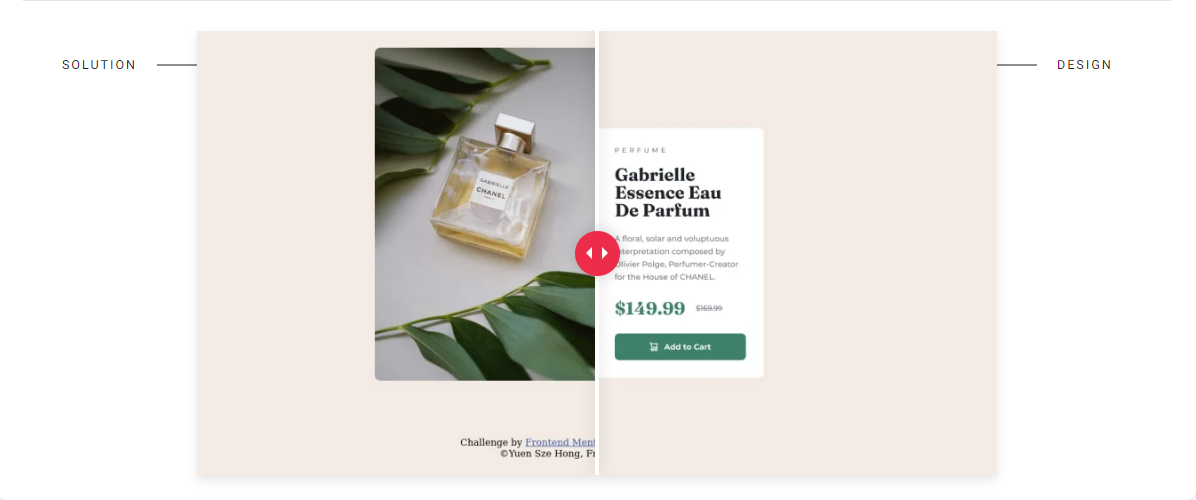 SOLUTION
DESIGN
GABRIELLE
CHANEL
PARIS
PERFUME
Gabrielle
Essence Eau
De Parfum
A floral, solar and voluptuous
interpretation composed by
Olivier Polge, Perfumer-Creator
for the House of CHANEL.
$149.99 $169.99
Add to Cart
Challenge by Frontend Ment
©Yuen Sze Hong, Fr